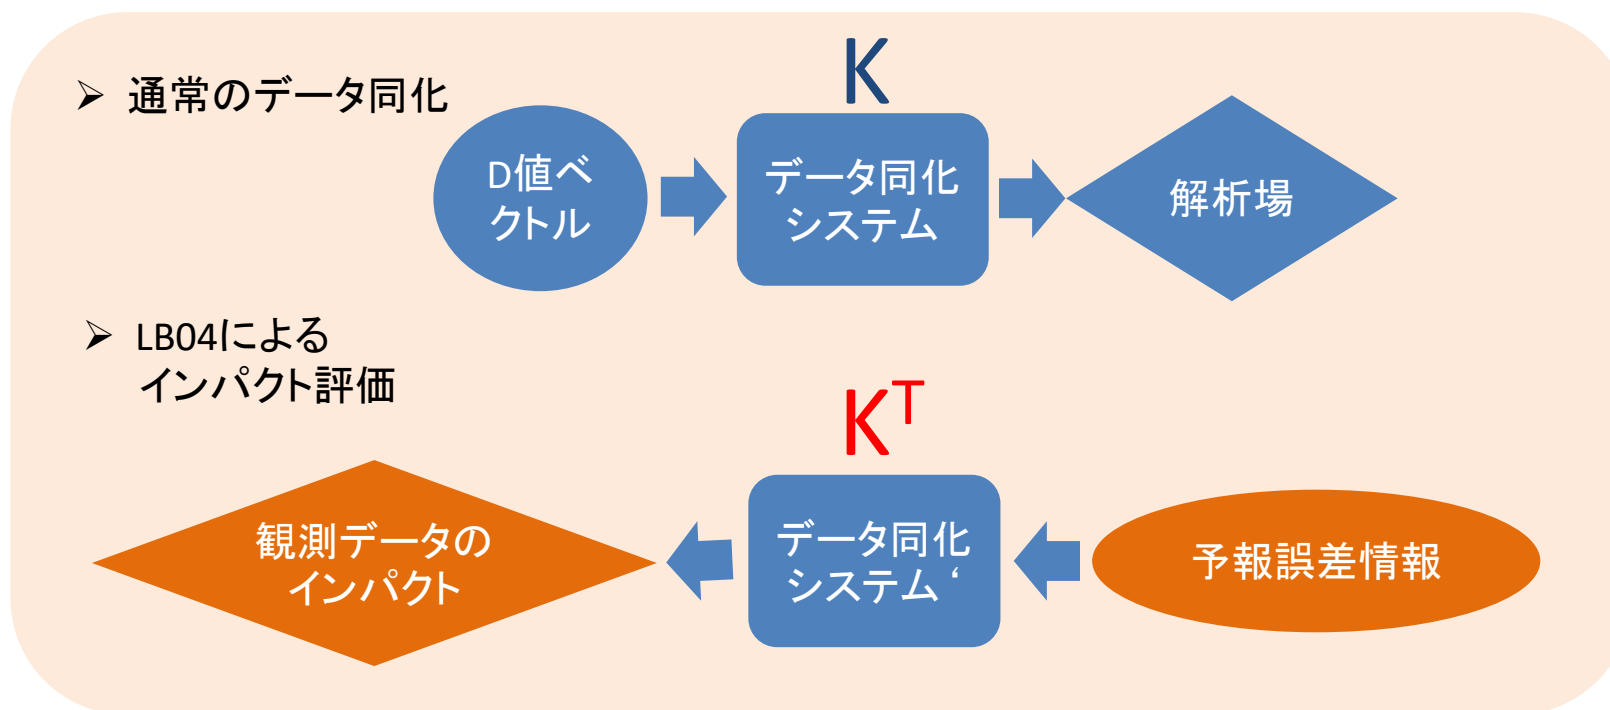 ➢ 通常のデータ同化
K
D値ベ
クトル
データ同化
システム
解析場
➢ LB04による
インパクト評価
Kᵀ
観測データの
インパクト
データ同化
システム‘
予報誤差情報